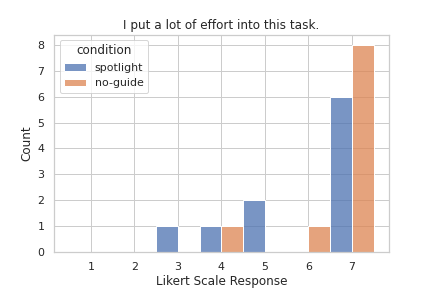 I put a lot of effort into this task.
condition
spotlight
no-guide
8
7
6
5
4
3
2
1
0
Count
1 2 3 4 5 6 7
Likert Scale Response